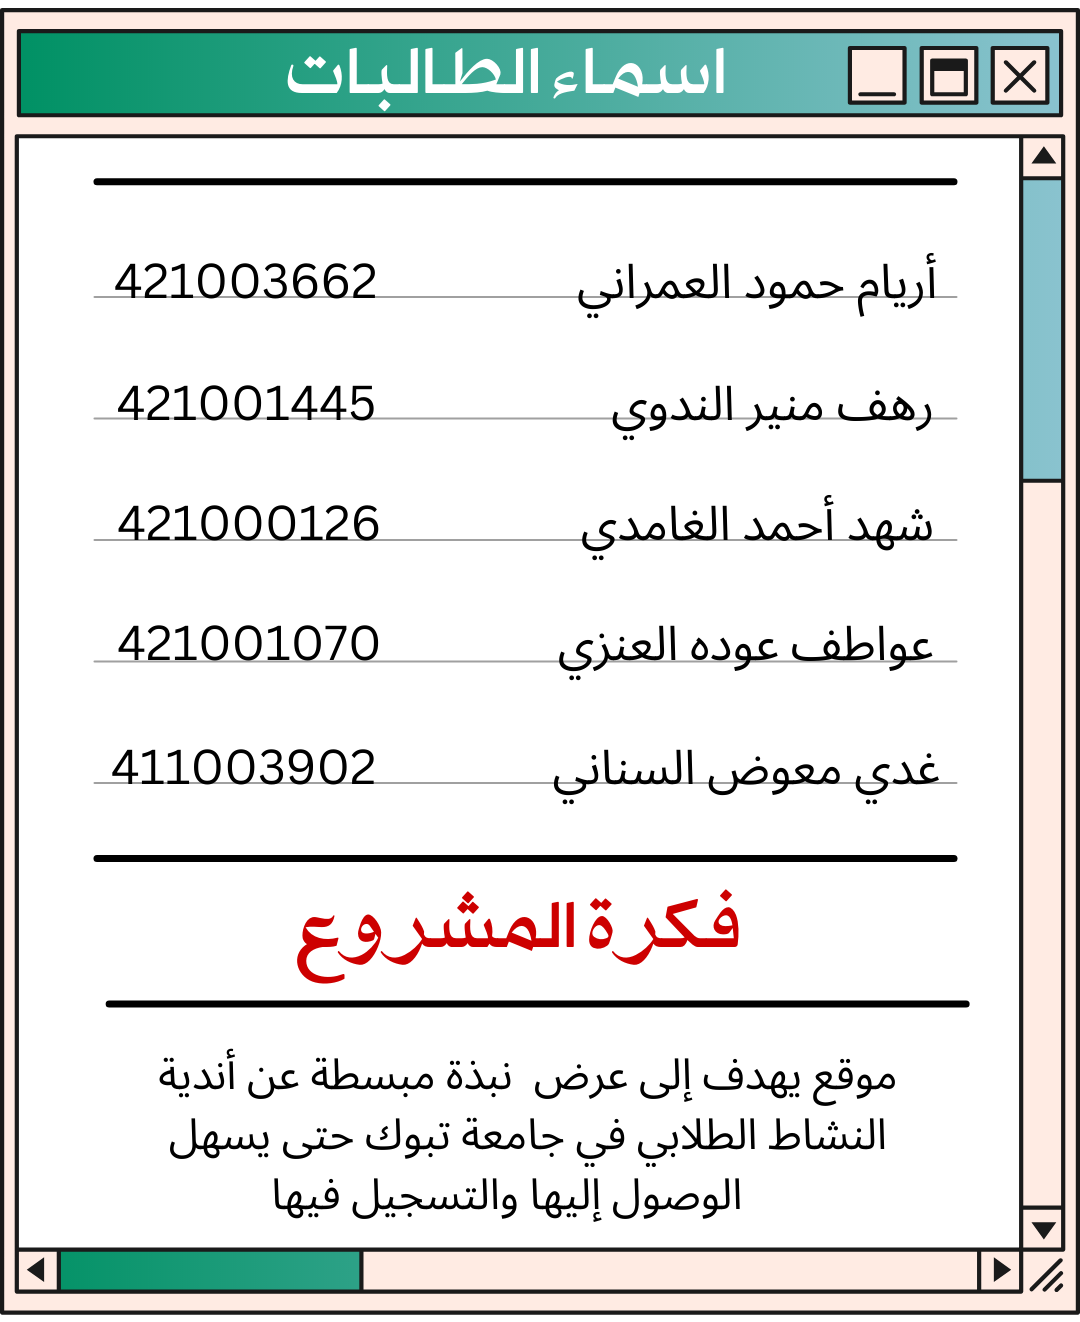 اسماء الطالبات
أريام حمود العمراني 421003662
رهف منير الندوي 421001445
شهد أحمد الغامدي 421000126
عواطف عوده العنزي 421001070
غدي معوض السناني 411003902
فكرة المشروع
موقع يهدف إلى عرض نبذة مبسطة عن أندية
النشاط الطلابي في جامعة تبوك حتى يسهل
الوصول إليها والتسجيل فيها